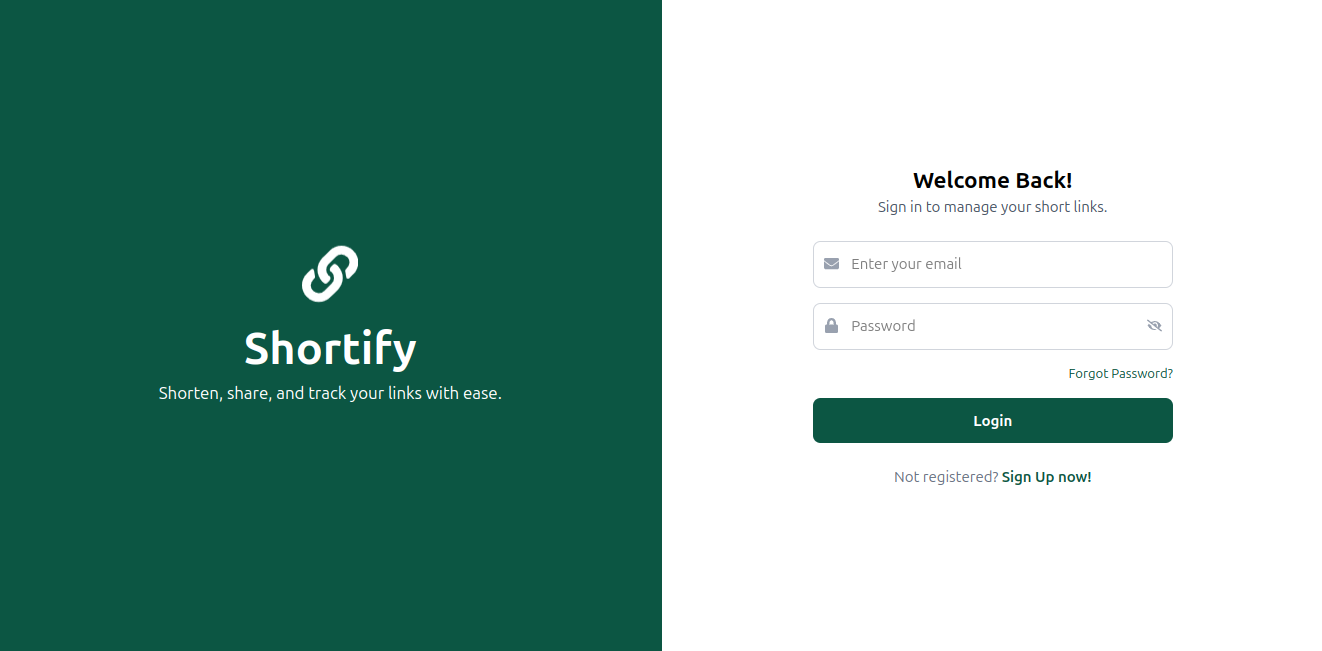 Shortify
Shorten, share, and track your links with ease.
Welcome Back!
Sign in to manage your short links.
Enter your email
Password
Forgot Password?
Login
Not registered? Sign Up now!